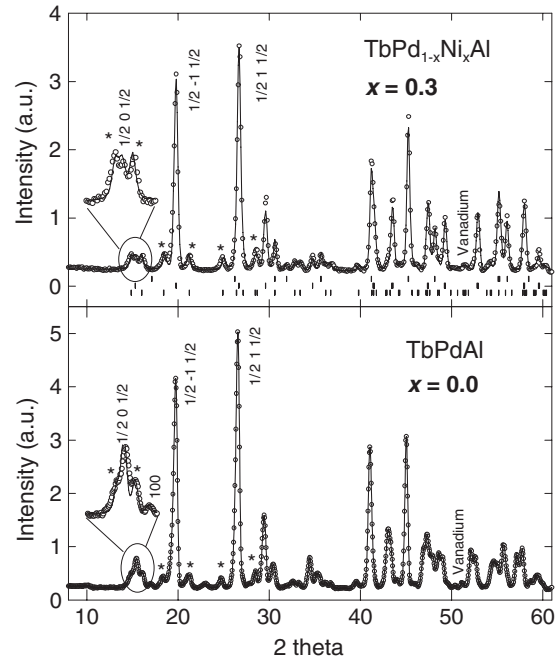 4
3
2
1
0
Intensity (a.u.)
TbPd1-xNixAl
x = 0.3
* 1/2 0 1/2 *
1/2 -1 1/2
1/2 1 1/2
* * * *
Vanadium
5
4
3
2
1
0
Intensity (a.u.)
TbPdAl
x = 0.0
* 1/2 0 1/2 * 100
1/2 -1 1/2
1/2 1 1/2
* * * *
Vanadium
10 20 30 40 50 60
2 theta